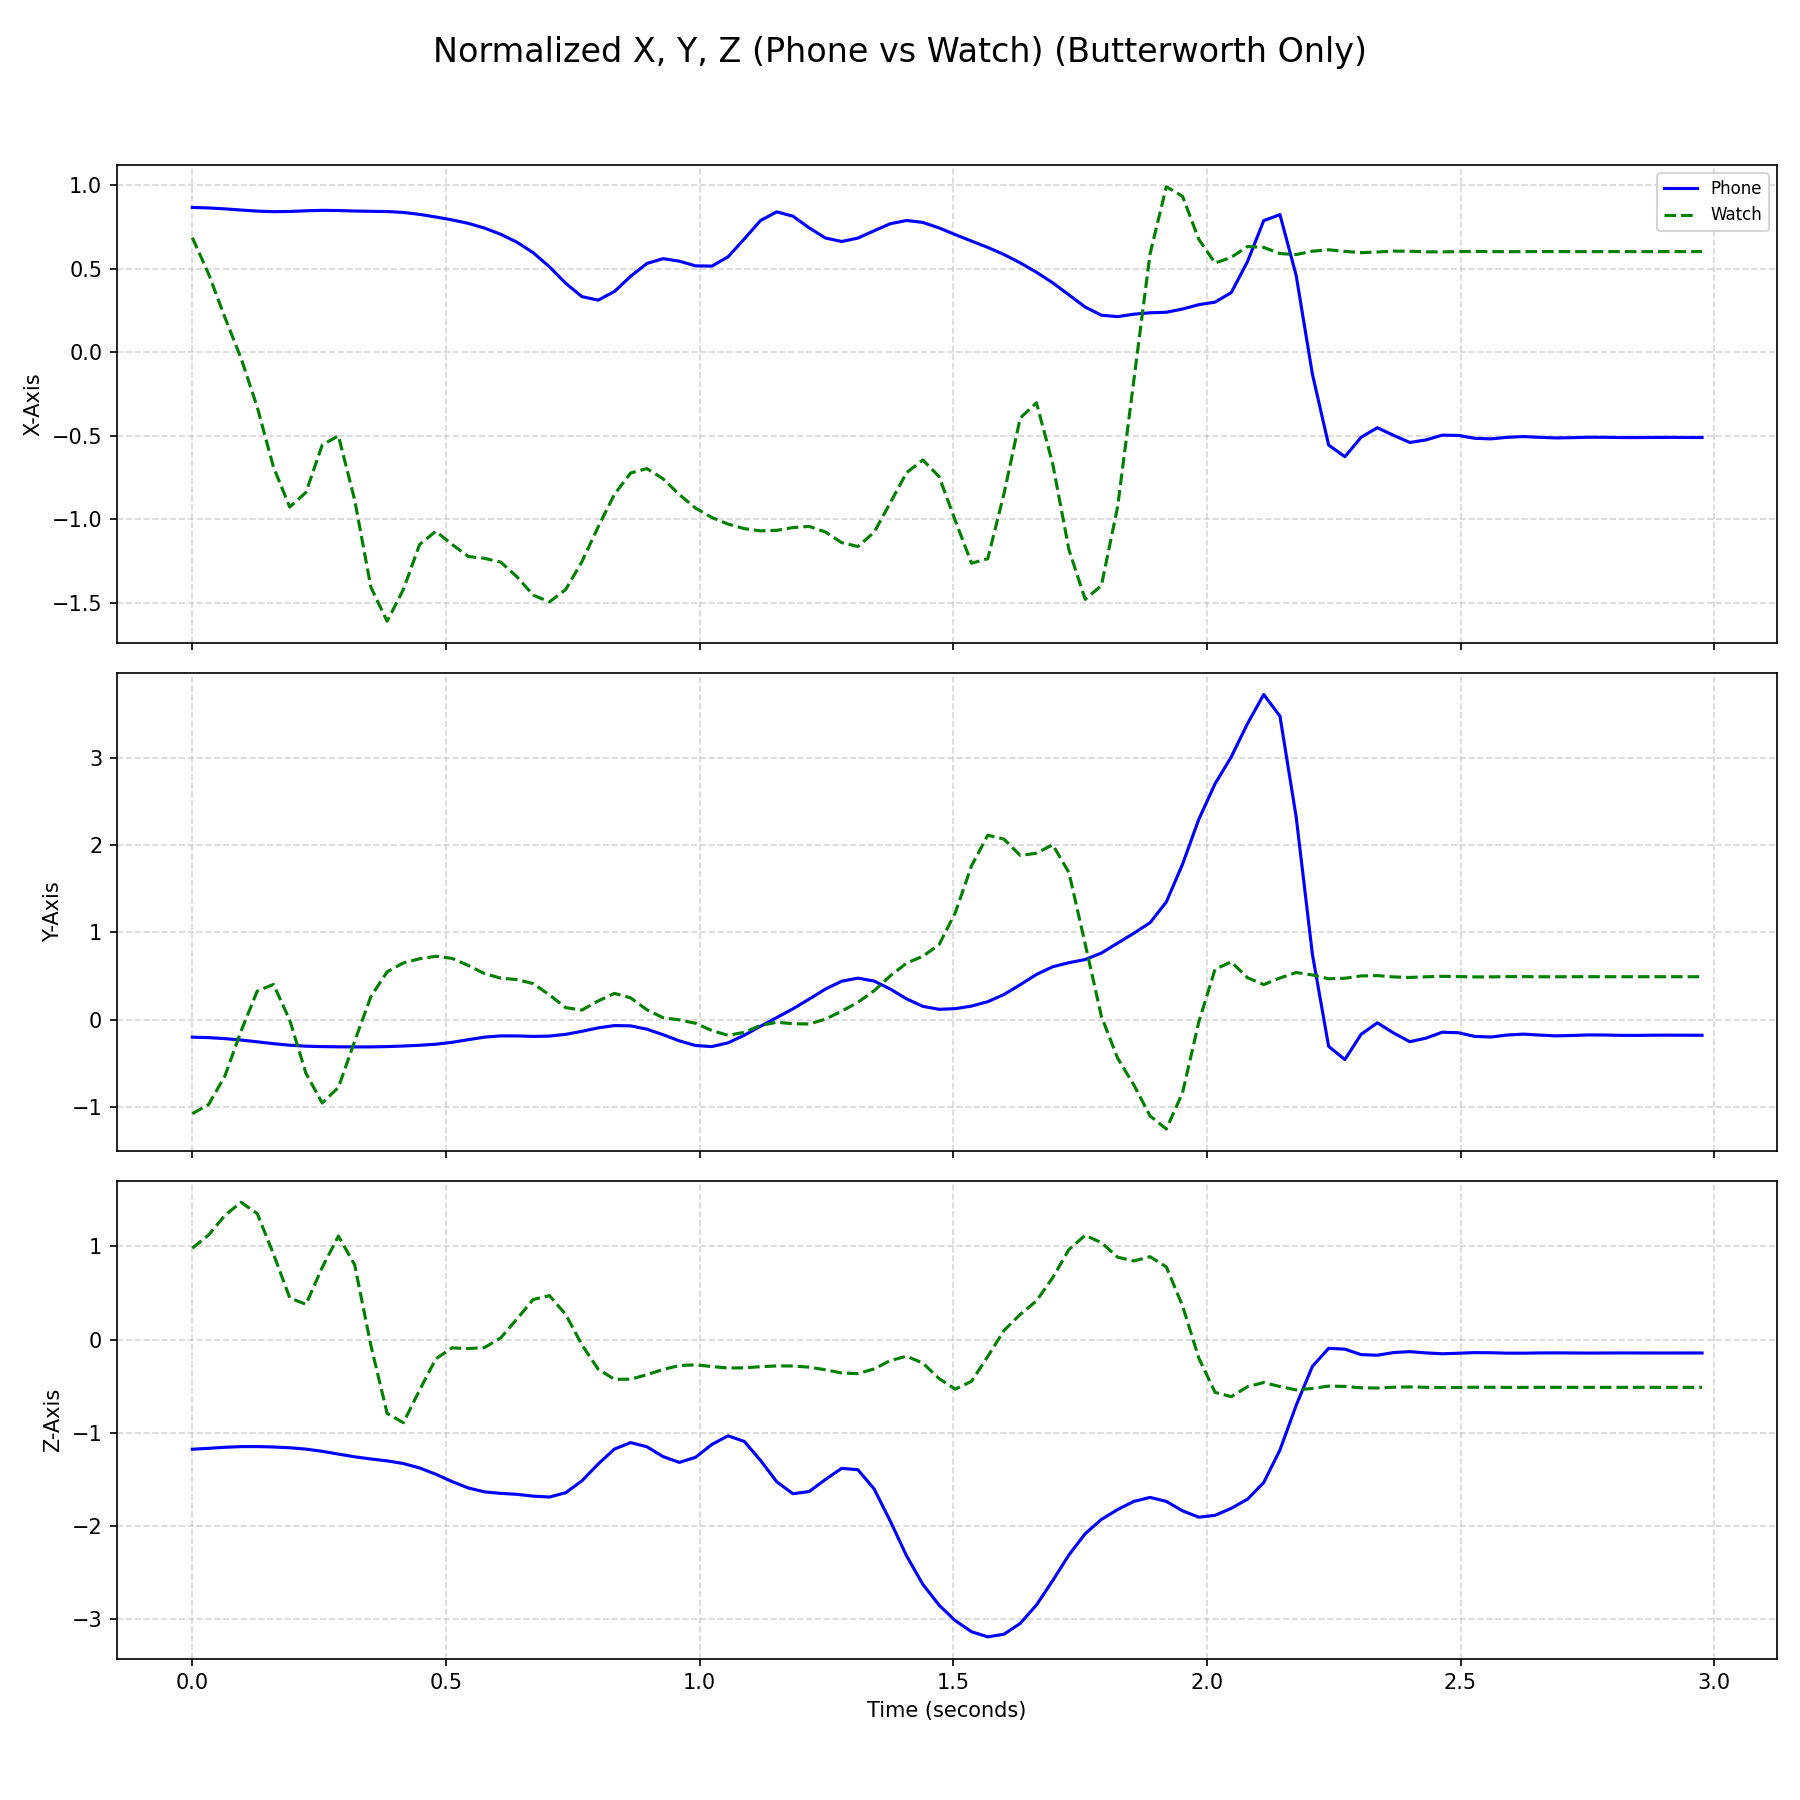 Normalized X, Y, Z (Phone vs Watch) (Butterworth Only)
Phone
Watch
X-Axis
1.0
0.5
0.0
−0.5
−1.0
−1.5
Y-Axis
3
2
1
0
−1
Z-Axis
1
0
−1
−2
−3
0.0 0.5 1.0 1.5 2.0 2.5 3.0
Time (seconds)